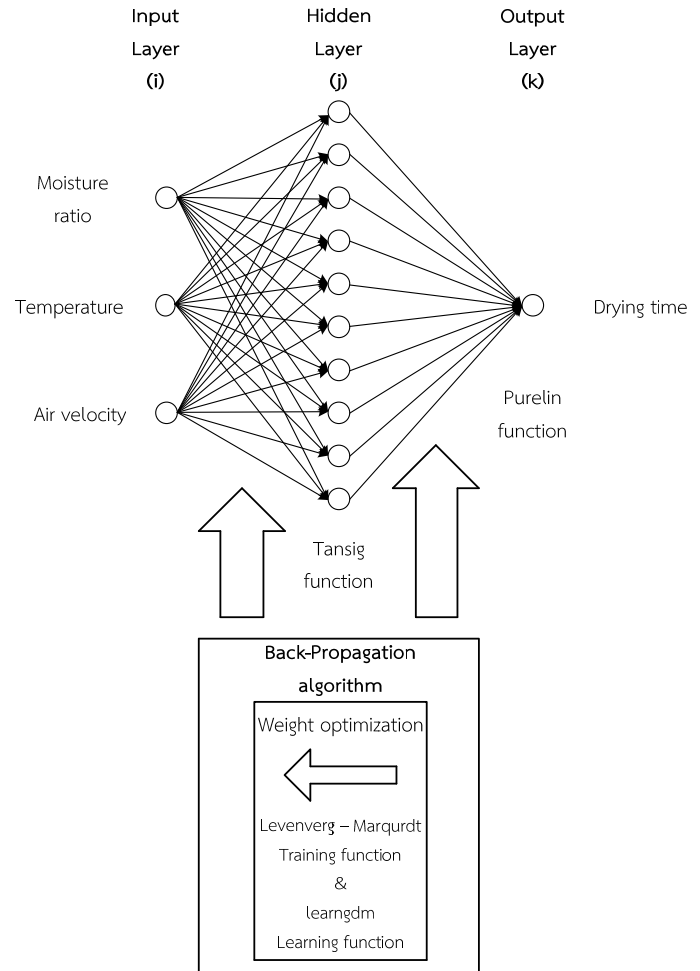 Input
Layer
(i)
Hidden
Layer
(j)
Output
Layer
(k)
Moisture
ratio
Temperature
Air velocity
Drying time
Purelin
function
Tansig
function
Back-Propagation
algorithm
Weight optimization
Levenverg – Marqurdt
Training function
&
learngdm
Learning function